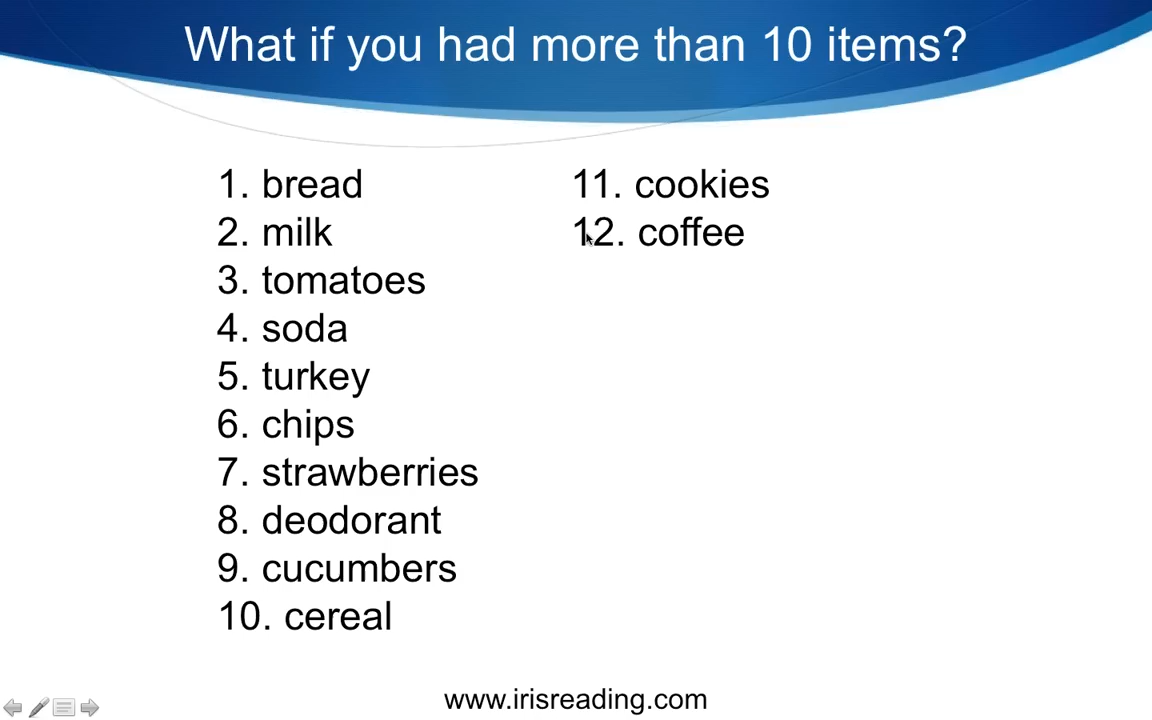 What if you had more than 10 items?
1. bread
2. milk
3. tomatoes
4. soda
5. turkey
6. chips
7. strawberries
8. deodorant
9. cucumbers
10. cereal
11. cookies
12. coffee
www.irisreading.com